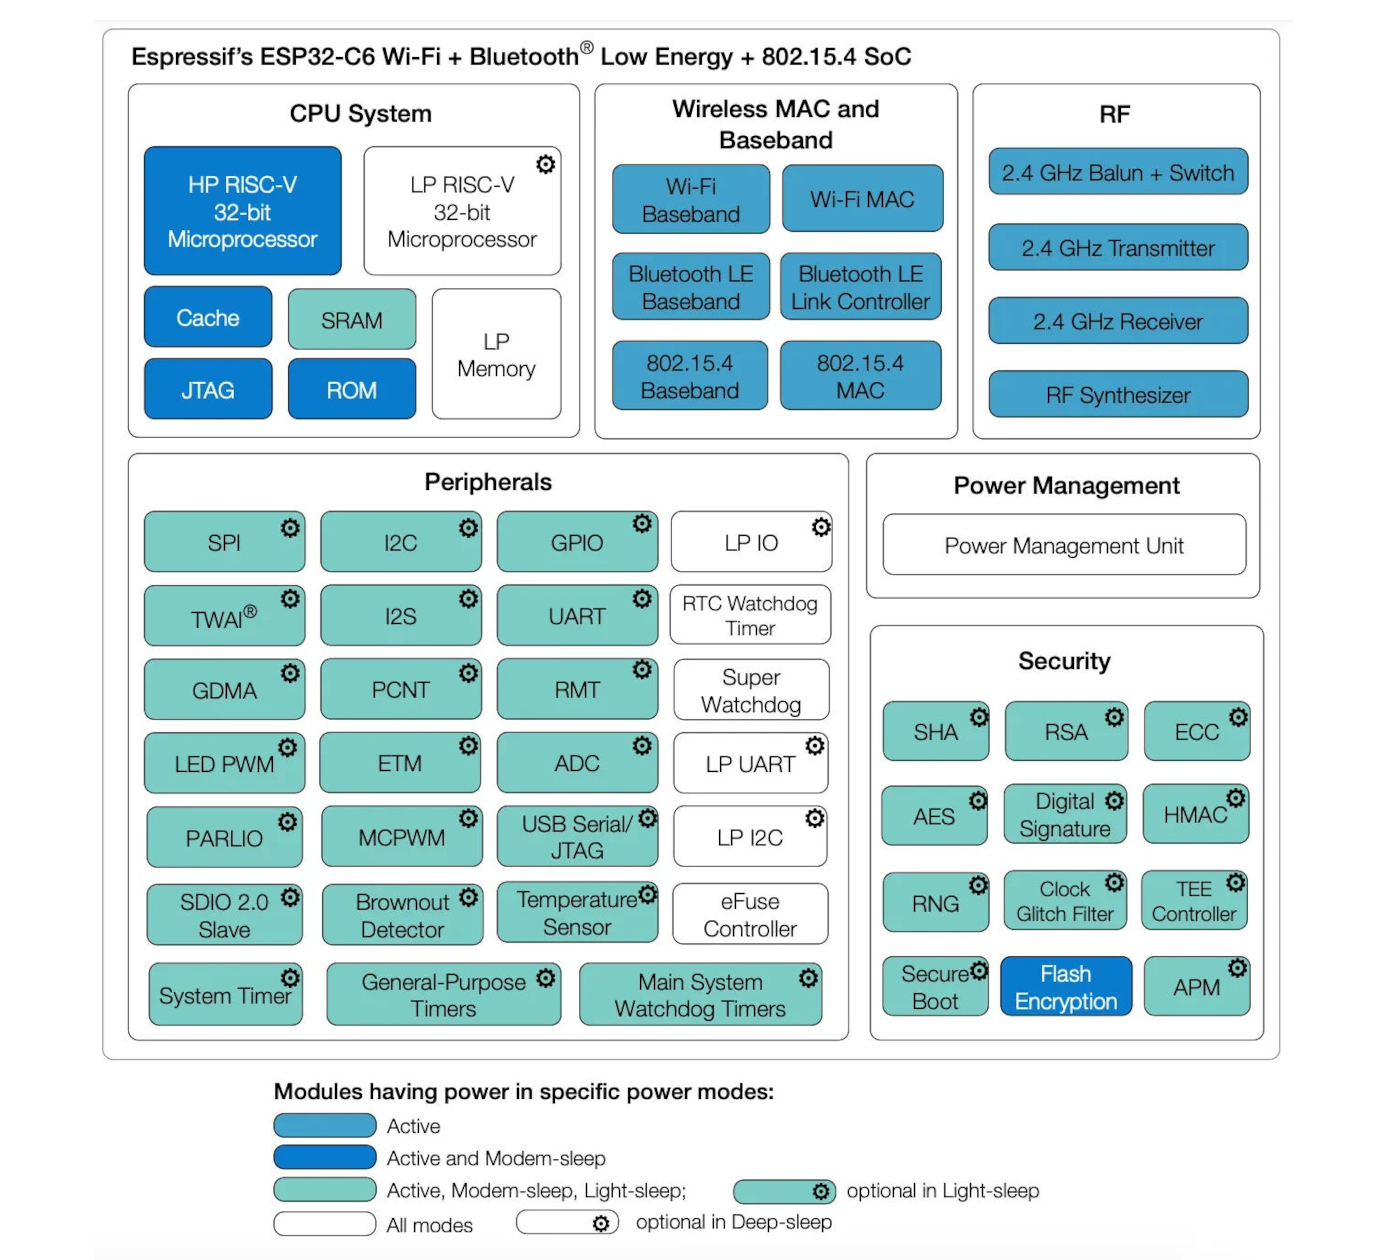 Espressif's ESP32-C6 Wi-Fi + Bluetooth® Low Energy + 802.15.4 SoC
CPU System
HP RISC-V
32-bit
Microprocessor
LP RISC-V
32-bit
Microprocessor
Cache
SRAM
LP
Memory
JTAG
ROM
Wireless MAC and
Baseband
Wi-Fi
Baseband
Wi-Fi MAC
Bluetooth LE
Baseband
Bluetooth LE
Link Controller
802.15.4
Baseband
802.15.4
MAC
RF
2.4 GHz Balun + Switch
2.4 GHz Transmitter
2.4 GHz Receiver
RF Synthesizer
Peripherals
SPI
I2C
GPIO
LP IO
TWAI®
I2S
UART
RTC Watchdog
Timer
GDMA
PCNT
RMT
Super
Watchdog
LED PWM
ETM
ADC
LP UART
PARLIO
MCPWM
USB Serial/
JTAG
LP I2C
SDIO 2.0
Slave
Brownout
Detector
Temperature
Sensor
eFuse
Controller
System Timer
General-Purpose
Timers
Main System
Watchdog Timers
Power Management
Power Management Unit
Security
SHA
RSA
ECC
AES
Digital
Signature
HMAC
RNG
Clock
Glitch Filter
TEE
Controller
Secure
Boot
Flash
Encryption
APM
Modules having power in specific power modes:
Active
Active and Modem-sleep
Active, Modem-sleep, Light-sleep;
optional in Light-sleep
All modes
optional in Deep-sleep